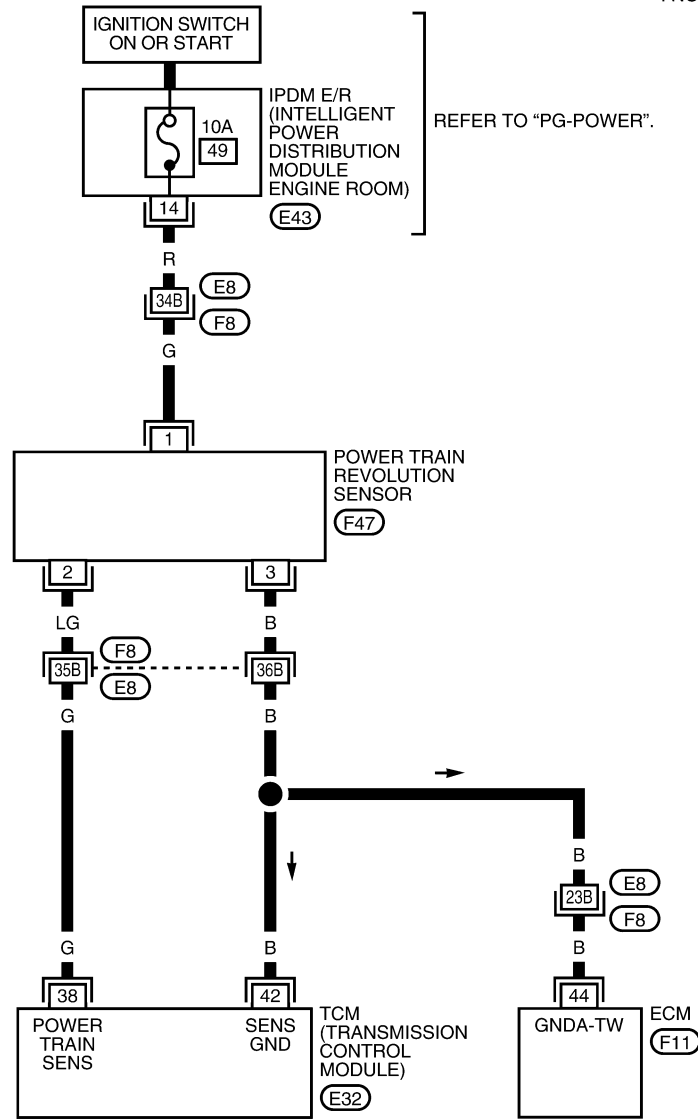 IGNITION SWITCH
ON OR START
IPDM E/R
(INTELLIGENT
POWER
DISTRIBUTION
MODULE
ENGINE ROOM)
E43
10A
49
REFER TO “PG-POWER”.
14
R
34B
E8
F8
G
1
POWER TRAIN
REVOLUTION
SENSOR
F47
2
3
LG
B
35B
F8
E8
36B
G
B
B
23B
E8
F8
G
B
B
38
42
44
POWER
TRAIN
SENS
SENS
GND
TCM
(TRANSMISSION
CONTROL
MODULE)
E32
GNDA-TW
ECM
F11